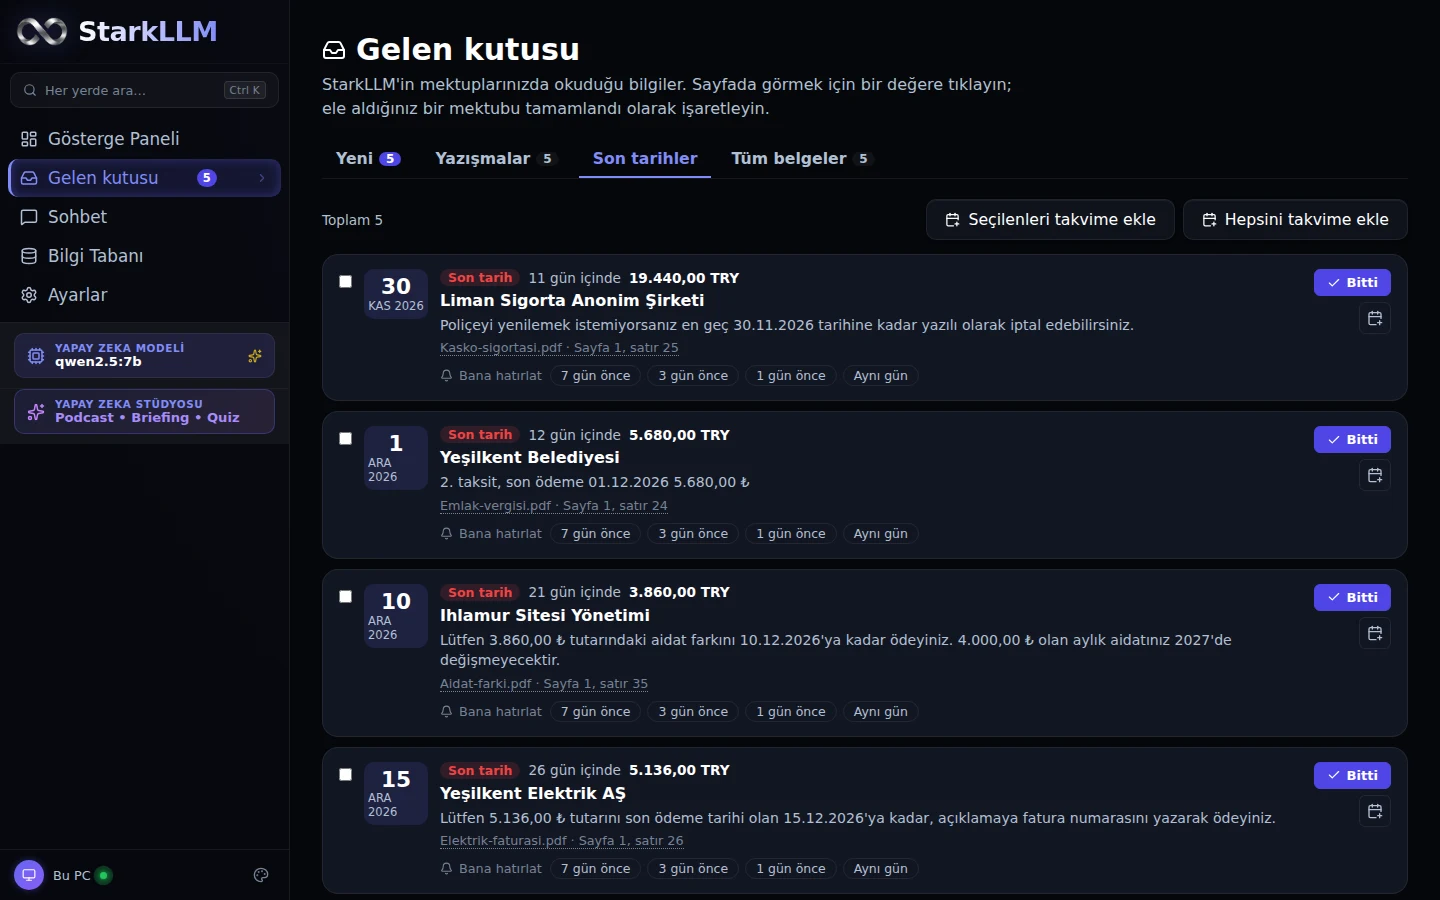 StarkLLM
Her yerde ara...
Ctrl K
Gösterge Paneli
Gelen kutusu 5
Sohbet
Bilgi Tabanı
Ayarlar
YAPAY ZEKA MODELİ
qwen2.5:7b
YAPAY ZEKA STÜDYOSU
Podcast • Briefing • Quiz
Bu PC
Gelen kutusu
StarkLLM'in mektuplarınızda okuduğu bilgiler. Sayfada görmek için bir değere tıklayın;
ele aldığınız bir mektubu tamamlandı olarak işaretleyin.
Yeni 5 Yazışmalar 5 Son tarihler Tüm belgeler 5
Toplam 5
Seçilenleri takvime ekle
Hepsini takvime ekle
30
KAS 2026
Son tarih 11 gün içinde 19.440,00 TRY
Liman Sigorta Anonim Şirketi
Poliçeyi yenilemek istemiyorsanız en geç 30.11.2026 tarihine kadar yazılı olarak iptal edebilirsiniz.
Kasko-sigortasi.pdf · Sayfa 1, satır 25
Bana hatırlat 7 gün önce 3 gün önce 1 gün önce Aynı gün
Bitti
1
ARA
2026
Son tarih 12 gün içinde 5.680,00 TRY
Yeşilkent Belediyesi
2. taksit, son ödeme 01.12.2026 5.680,00 ₺
Emlak-vergisi.pdf · Sayfa 1, satır 24
Bana hatırlat 7 gün önce 3 gün önce 1 gün önce Aynı gün
Bitti
10
ARA
2026
Son tarih 21 gün içinde 3.860,00 TRY
Ihlamur Sitesi Yönetimi
Lütfen 3.860,00 ₺ tutarındaki aidat farkını 10.12.2026'ya kadar ödeyiniz. 4.000,00 ₺ olan aylık aidatınız 2027'de
değişmeyecektir.
Aidat-farki.pdf · Sayfa 1, satır 35
Bana hatırlat 7 gün önce 3 gün önce 1 gün önce Aynı gün
Bitti
15
ARA
2026
Son tarih 26 gün içinde 5.136,00 TRY
Yeşilkent Elektrik AŞ
Lütfen 5.136,00 ₺ tutarını son ödeme tarihi olan 15.12.2026'ya kadar, açıklamaya fatura numarasını yazarak ödeyiniz.
Elektrik-faturasi.pdf · Sayfa 1, satır 26
Bana hatırlat 7 gün önce 3 gün önce 1 gün önce Aynı gün
Bitti